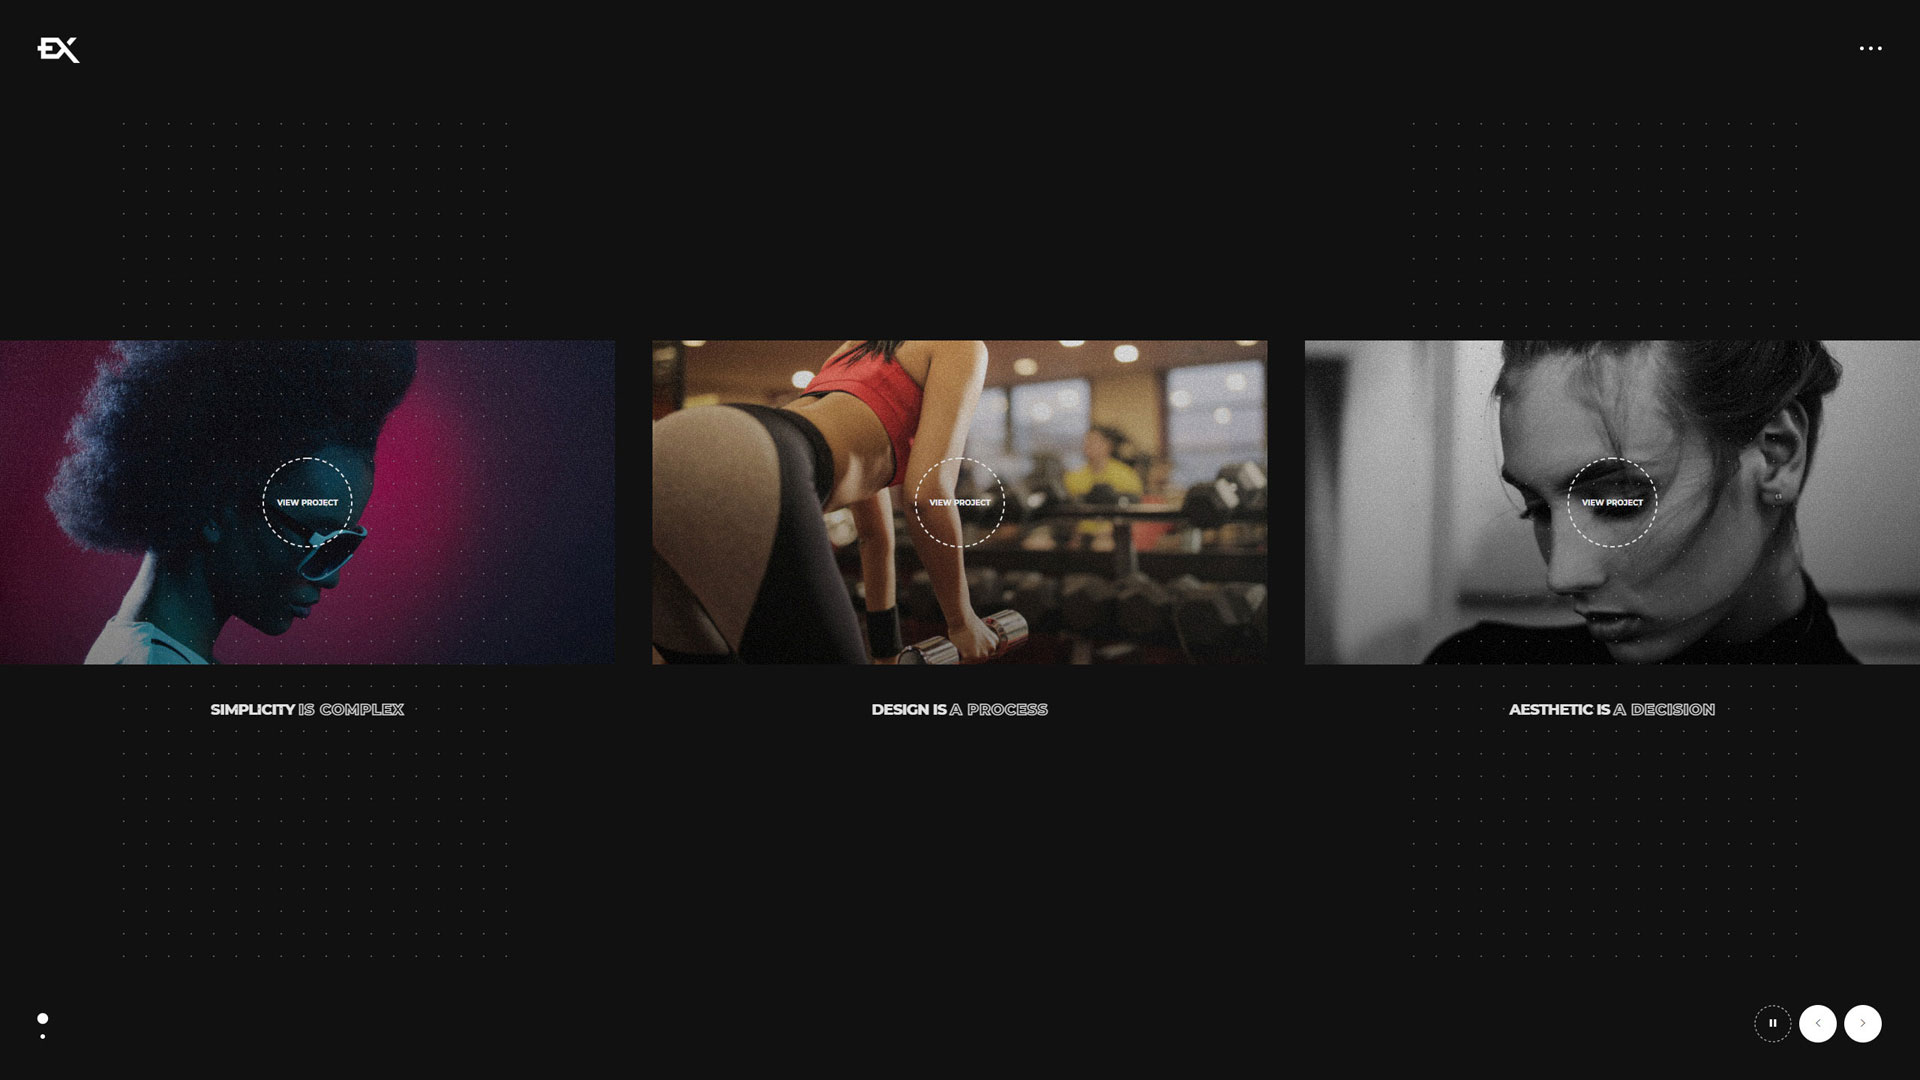 EX
VIEW PROJECT
VIEW PROJECT
VIEW PROJECT
SIMPLICITY IS COMPLEX
DESIGN IS A PROCESS
AESTHETIC IS A DECISION